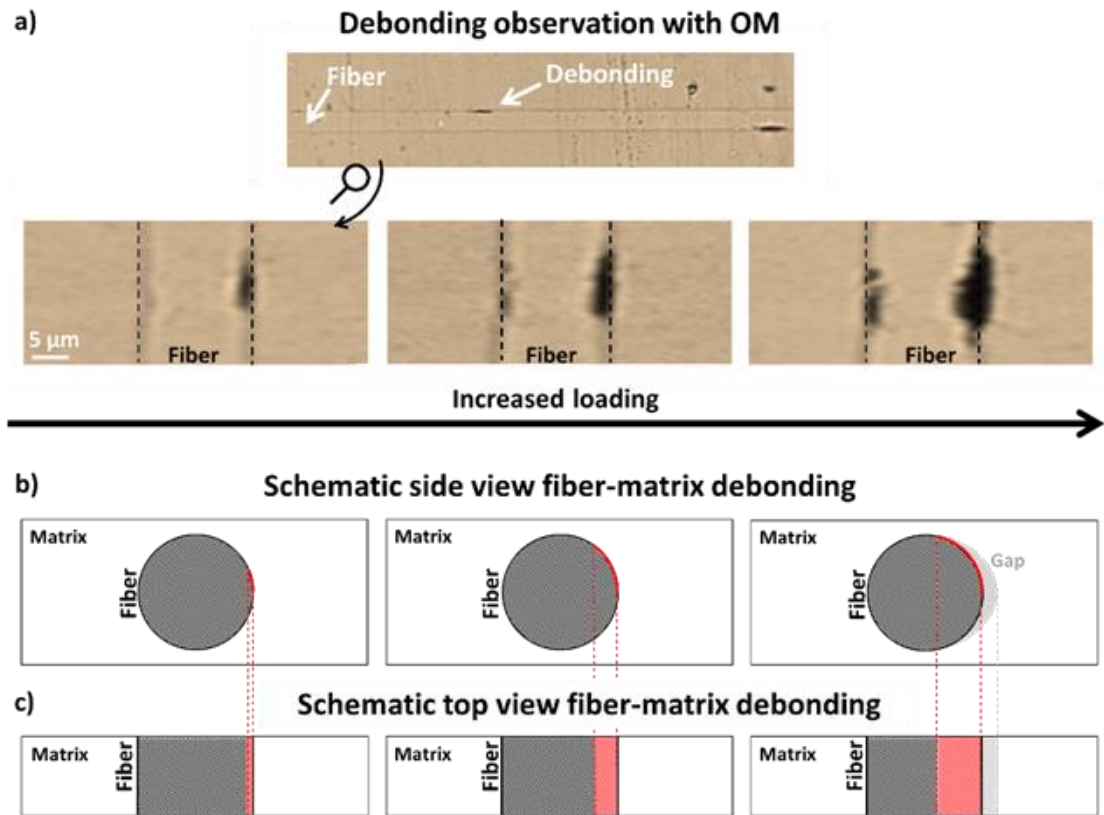 a)
Debonding observation with OM
Fiber
Debonding
5 µm
Fiber
Fiber
Fiber
Increased loading
b)
Schematic side view fiber-matrix debonding
Matrix
Fiber
Matrix
Fiber
Matrix
Fiber
Gap
c)
Schematic top view fiber-matrix debonding
Matrix
Fiber
Matrix
Fiber
Matrix
Fiber